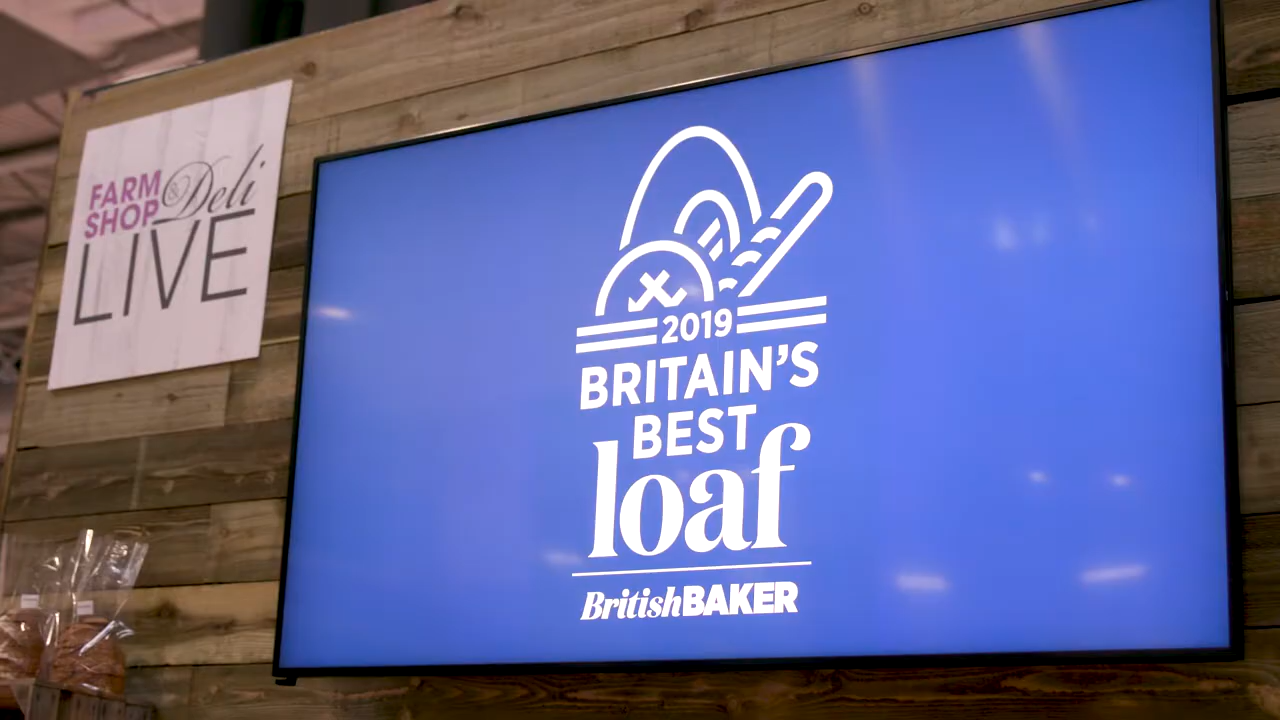 FARM
SHOP
& Deli
LIVE
2019
BRITAIN'S
BEST
loaf
BritishBAKER